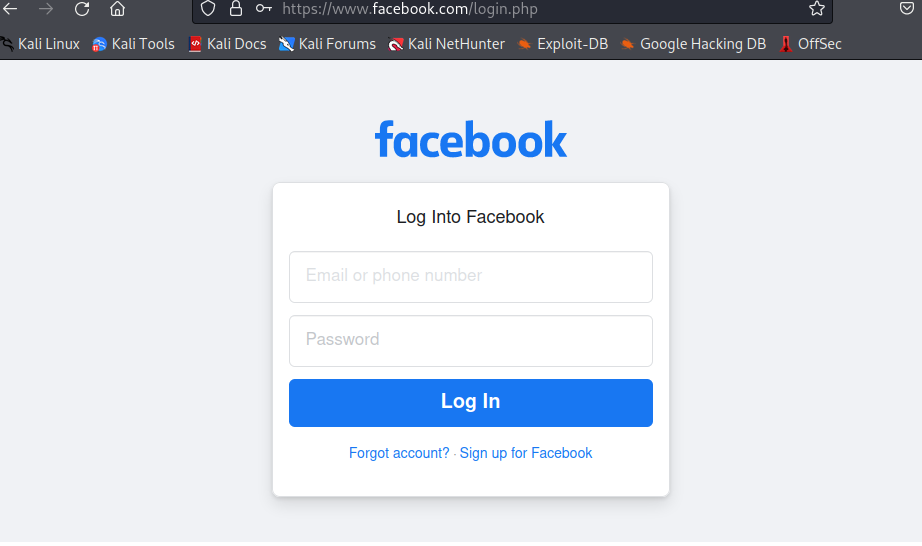 https://www.facebook.com/login.php
Kali Linux Kali Tools Kali Docs Kali Forums Kali NetHunter Exploit-DB Google Hacking DB OffSec
facebook
Log Into Facebook
Email or phone number
Password
Log In
Forgot account? · Sign up for Facebook